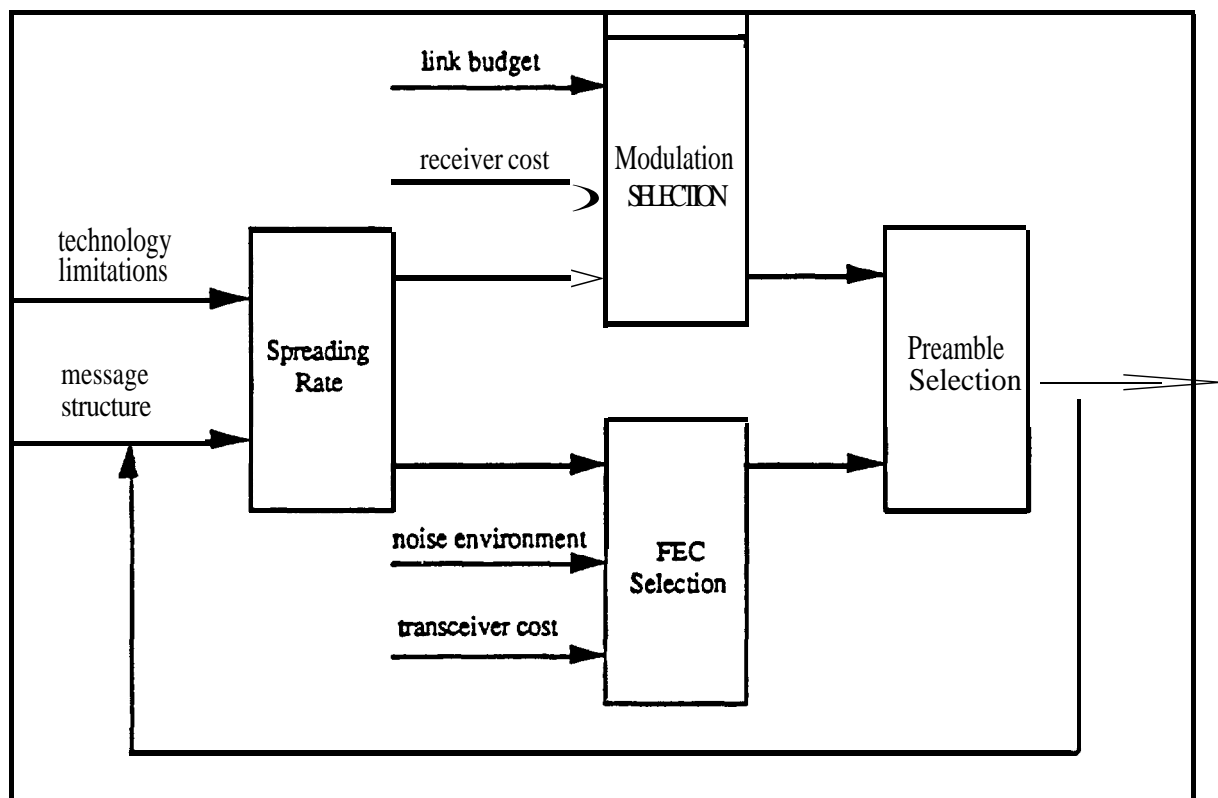 link budget
receiver cost
Modulation
SELECTION
technology
limitations
message
structure
Spreading
Rate
Preamble
Selection
noise environment
transceiver cost
FEC
Selection